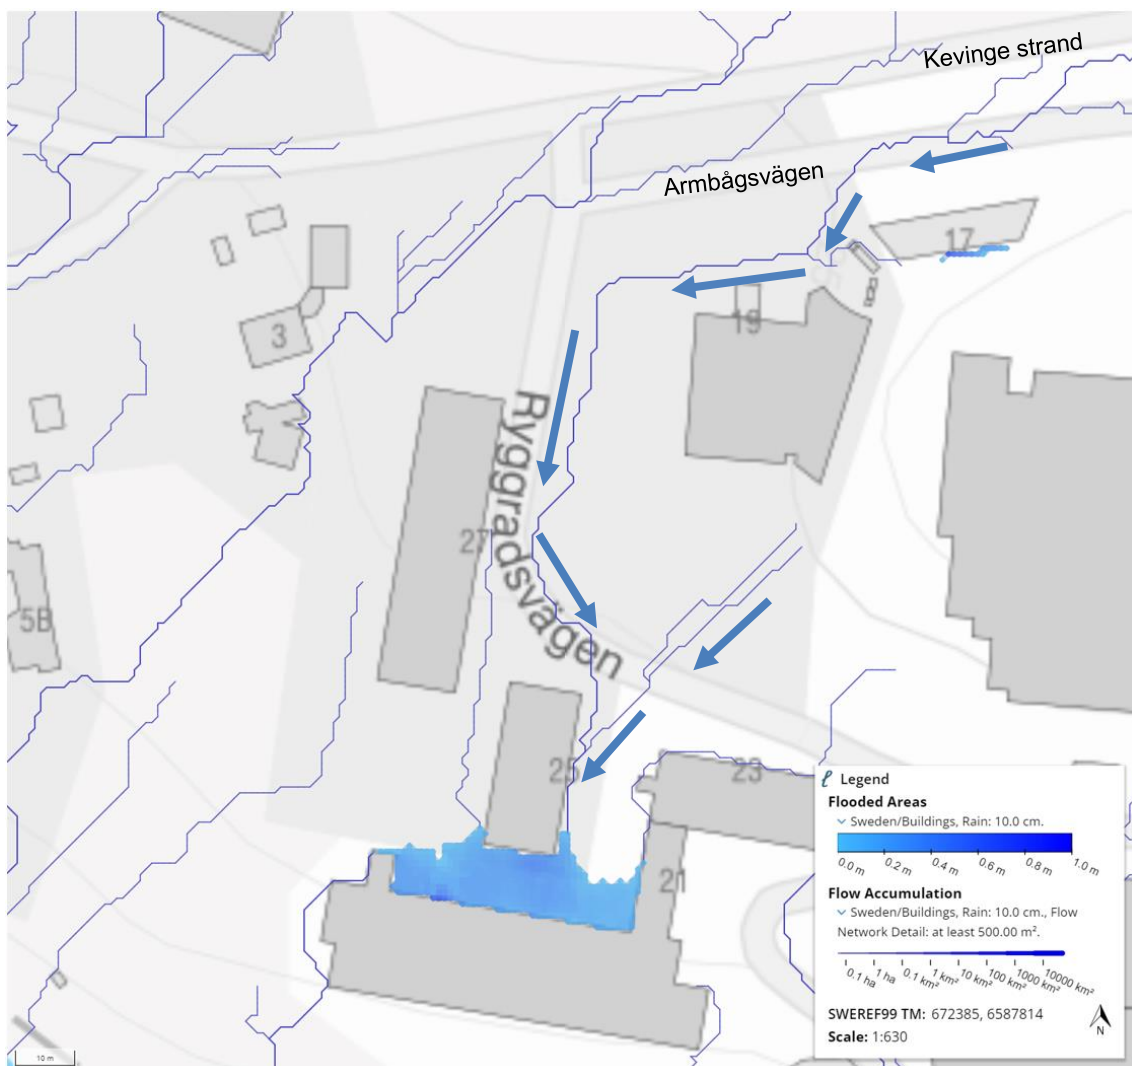 Kevinge strand
Armbågsvägen
17
19
3
Ryggradsvägen
27
5B
25
23
21
Legend
Flooded Areas
Sweden/Buildings, Rain: 10.0 cm.
0.0 m 0.2 m 0.4 m 0.6 m 0.8 m 1.0 m
Flow Accumulation
Sweden/Buildings, Rain: 10.0 cm., Flow
Network Detail: at least 500.00 m².
0.1 ha 1 ha 0.1 km² 1 km² 10 km² 100 km² 1000 km² 10000 km²
SWEREF99 TM: 672385, 6587814
Scale: 1:630
N
10 m